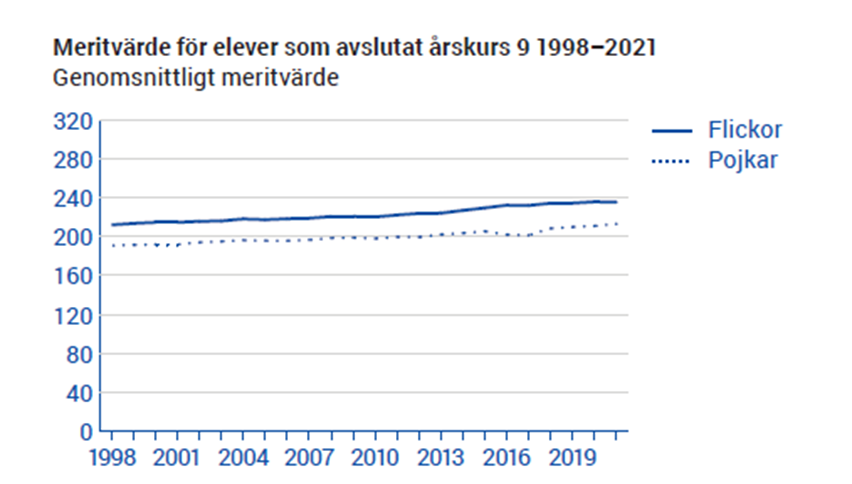 Meritvärde för elever som avslutat årskurs 9 1998–2021
Genomsnittligt meritvärde
320
280
240
200
160
120
80
40
0
1998 2001 2004 2007 2010 2013 2016 2019
Flickor
Pojkar